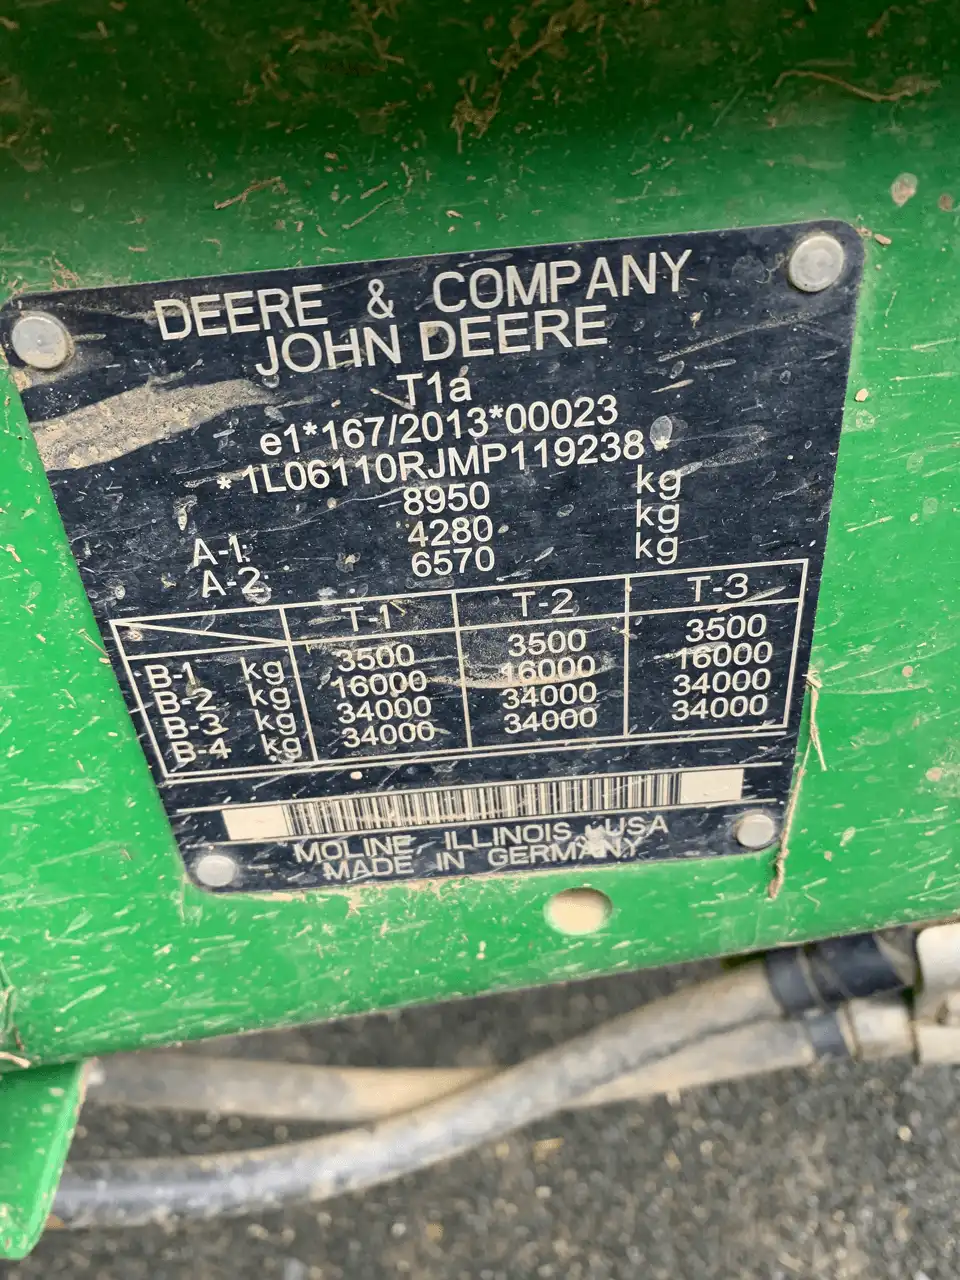 DEERE & COMPANY
JOHN DEERE
T1a
e1*167/2013*00023
*1L06110RJMP119238*
8950 kg
A-1: 4280 kg
A-2: 6570 kg
T-1 T-2 T-3
B-1 kg 3500 3500 3500
B-2 kg 16000 16000 16000
B-3 kg 34000 34000 34000
B-4 kg 34000 34000 34000
MOLINE, ILLINOIS, USA
MADE IN GERMANY